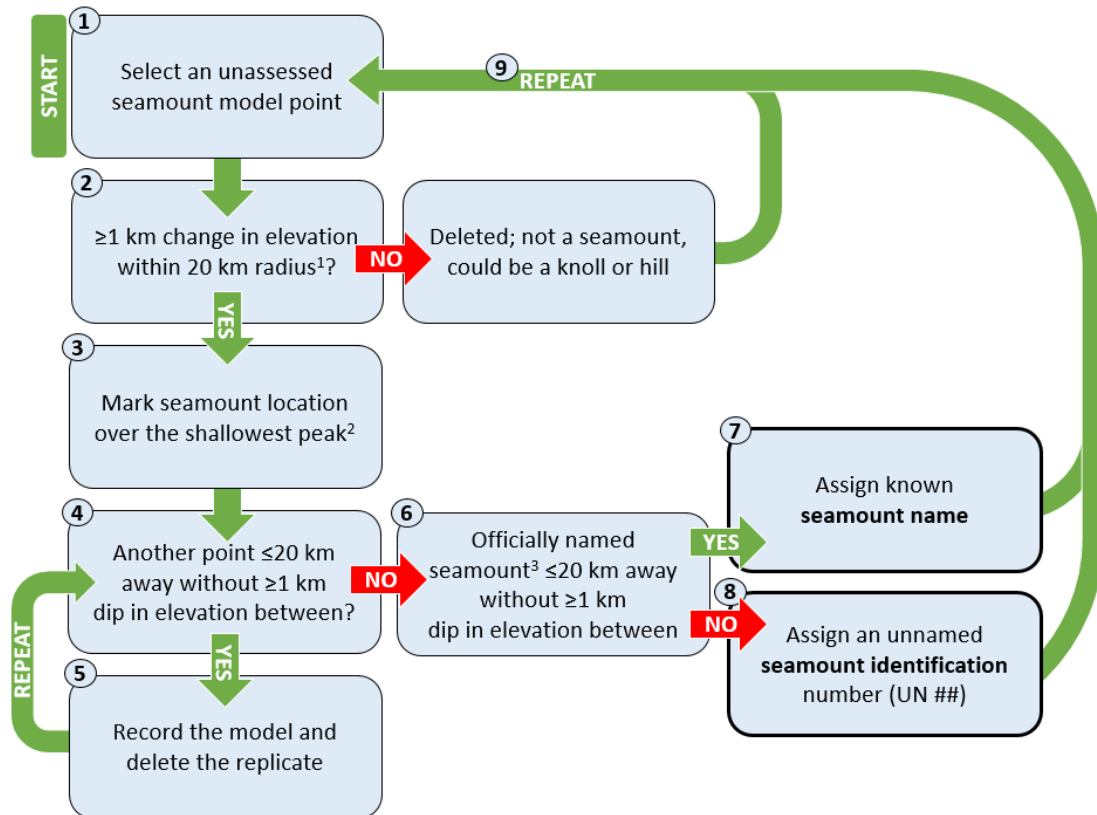 START
1
Select an unassessed
seamount model point
9
REPEAT
2
≥1 km change in elevation
within 20 km radius¹?
NO
Deleted; not a seamount,
could be a knoll or hill
YES
3
Mark seamount location
over the shallowest peak²
4
Another point ≤20 km
away without ≥1 km
dip in elevation between?
NO
6
Officially named
seamount³ ≤20 km away
without ≥1 km
dip in elevation between
YES
7
Assign known
seamount name
NO
8
Assign an unnamed
seamount identification
number (UN ##)
REPEAT
YES
5
Record the model and
delete the replicate